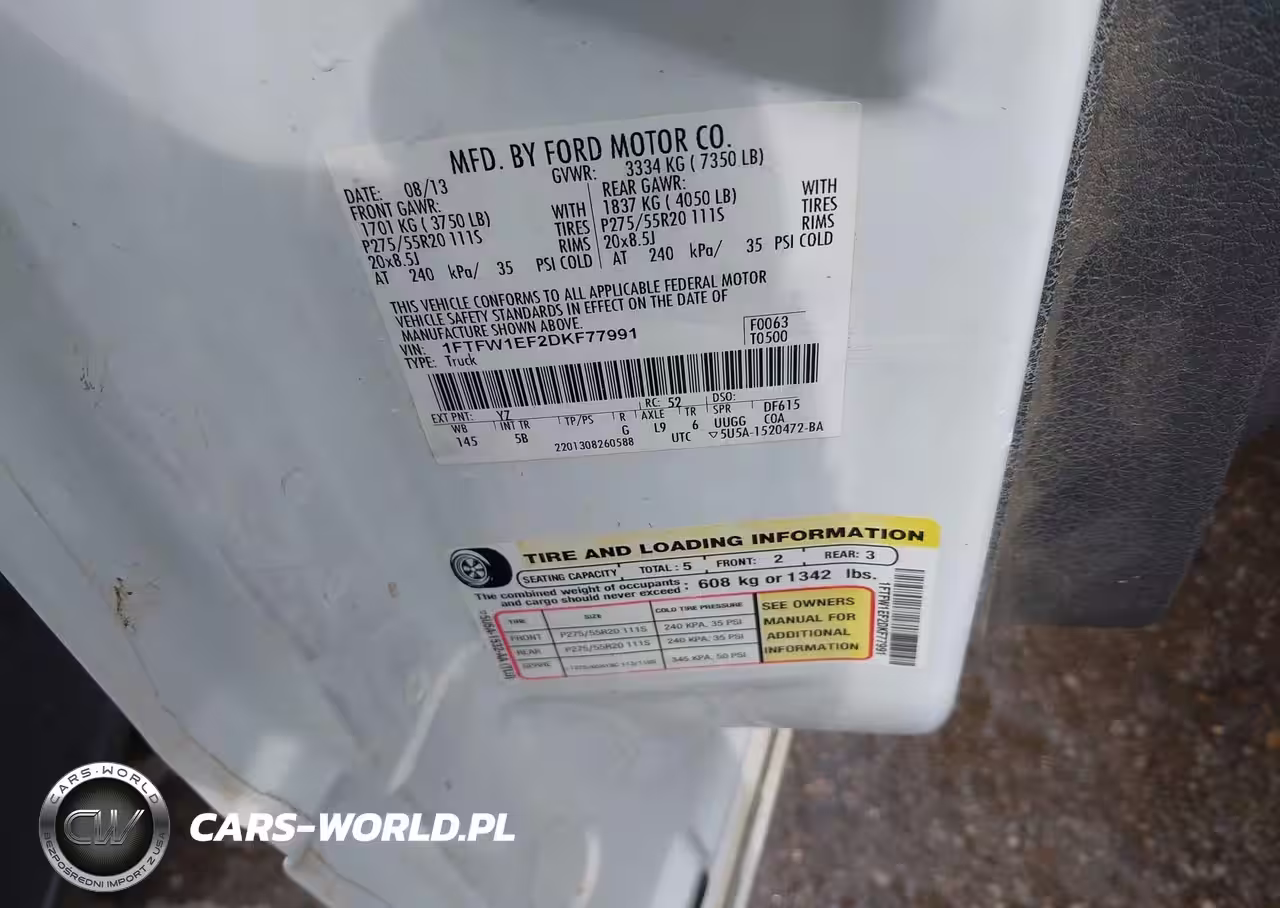 MFD. BY FORD MOTOR CO.
DATE: 08/13 GVWR: 3334 KG ( 7350 LB)
FRONT GAWR: REAR GAWR:
1701 KG ( 3750 LB) WITH 1837 KG ( 4050 LB) WITH
P275/55R20 111S TIRES P275/55R20 111S TIRES
20x8.5J RIMS 20x8.5J RIMS
AT 240 kPa/ 35 PSI COLD AT 240 kPa/ 35 PSI COLD
THIS VEHICLE CONFORMS TO ALL APPLICABLE FEDERAL MOTOR
VEHICLE SAFETY STANDARDS IN EFFECT ON THE DATE OF
MANUFACTURE SHOWN ABOVE.
VIN: 1FTFW1EF2DKF77991 F0063
TYPE: Truck T0500
EXT PNT: YZ RC: 52 DSO:
WB INT TR TP/PS R AXLE TR SPR DF615
145 5B G L9 6 UUGG COA
2201308260588 UTC ▽5U5A-1520472-BA
TIRE AND LOADING INFORMATION
SEATING CAPACITY TOTAL : 5 FRONT: 2 REAR: 3
The combined weight of occupants
and cargo should never exceed : 608 kg or 1342 lbs.
TIRE SIZE COLD TIRE PRESSURE
FRONT P275/55R20 111S 240 KPA, 35 PSI
REAR P275/55R20 111S 240 KPA, 35 PSI
SPARE 345 KPA, 50 PSI
SEE OWNERS
MANUAL FOR
ADDITIONAL
INFORMATION
1FTFW1EF2DKF77991
CARS-WORLD
CW
BEZPOŚREDNI IMPORT Z USA
CARS-WORLD.PL